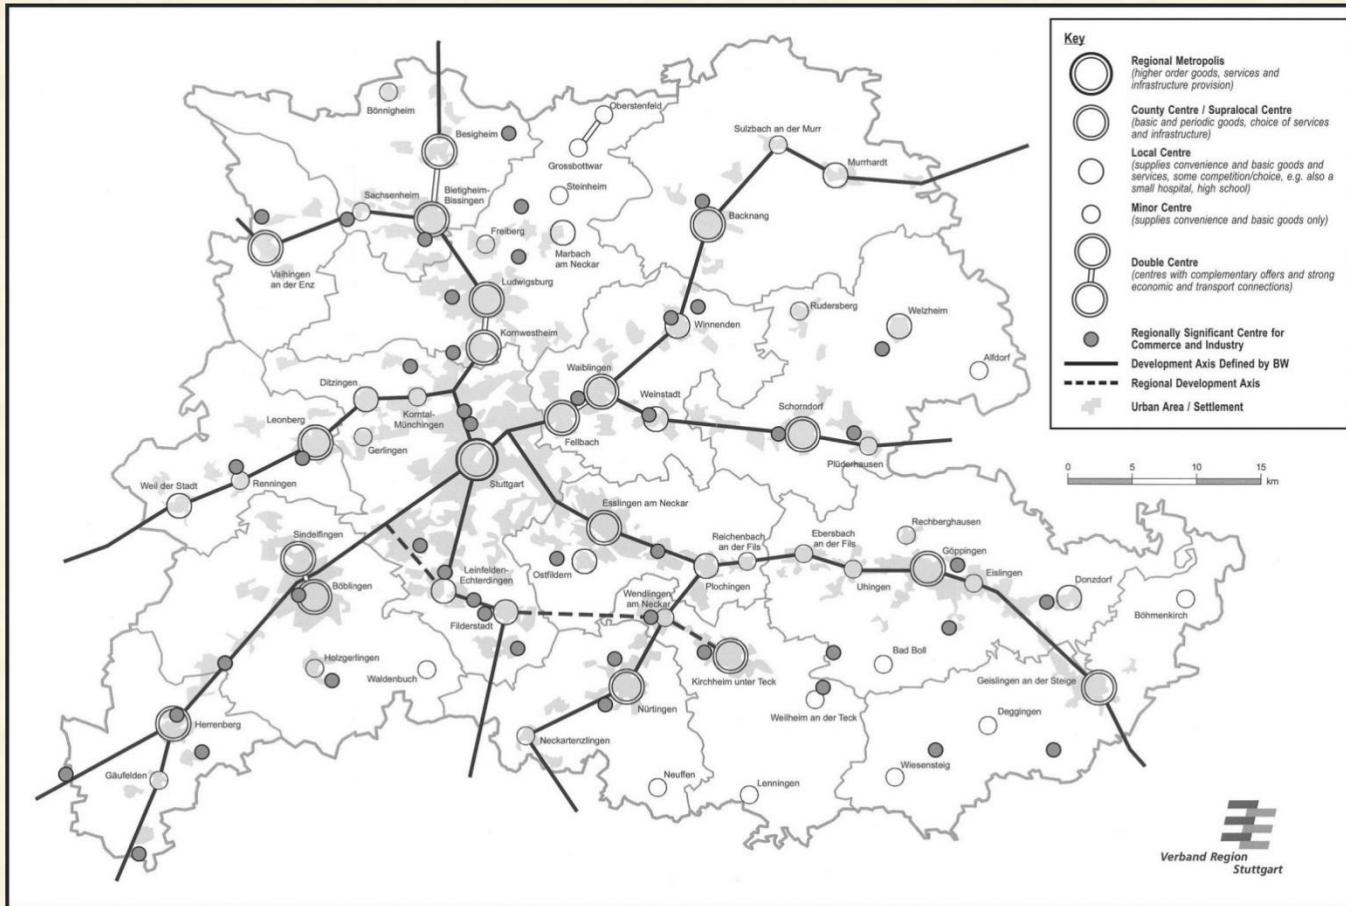 Key
Regional Metropolis
(higher order goods, services and
infrastructure provision)
County Centre / Supralocal Centre
(basic and periodic goods, choice of services
and infrastructure)
Local Centre
(supplies convenience and basic goods and
services, some competition/choice, e.g. also a
small hospital, high school)
Minor Centre
(supplies convenience and basic goods only)
Double Centre
(centres with complementary offers and strong
economic and transport connections)
Regionally Significant Centre for
Commerce and Industry
Development Axis Defined by BW
Regional Development Axis
Urban Area / Settlement
0 5 10 15
km
Bönnigheim
Oberstenfeld
Besigheim
Sulzbach an der Murr
Grossbottwar
Murrhardt
Sachsenheim
Bietigheim-
Bissingen
Steinheim
Backnang
Freiberg
Marbach
am Neckar
Vaihingen
an der Enz
Ludwigsburg
Rudersberg
Welzheim
Kornwestheim
Winnenden
Alfdorf
Waiblingen
Ditzingen
Weinstadt
Schorndorf
Leonberg
Korntal-
Münchingen
Fellbach
Gerlingen
Stuttgart
Plüderhausen
Weil der Stadt
Renningen
Esslingen am Neckar
Rechberghausen
Sindelfingen
Reichenbach
an der Fils
Ebersbach
an der Fils
Göppingen
Ostfildern
Leinfelden-
Echterdingen
Plochingen
Uhingen
Eislingen
Donzdorf
Böblingen
Wendlingen
am Neckar
Böhmenkirch
Filderstadt
Holzgerlingen
Waldenbuch
Kirchheim unter Teck
Bad Boll
Geislingen an der Steige
Nürtingen
Weilheim an der Teck
Deggingen
Herrenberg
Neckartenzlingen
Gäufelden
Neuffen
Lenningen
Wiesensteig
Verband Region
Stuttgart